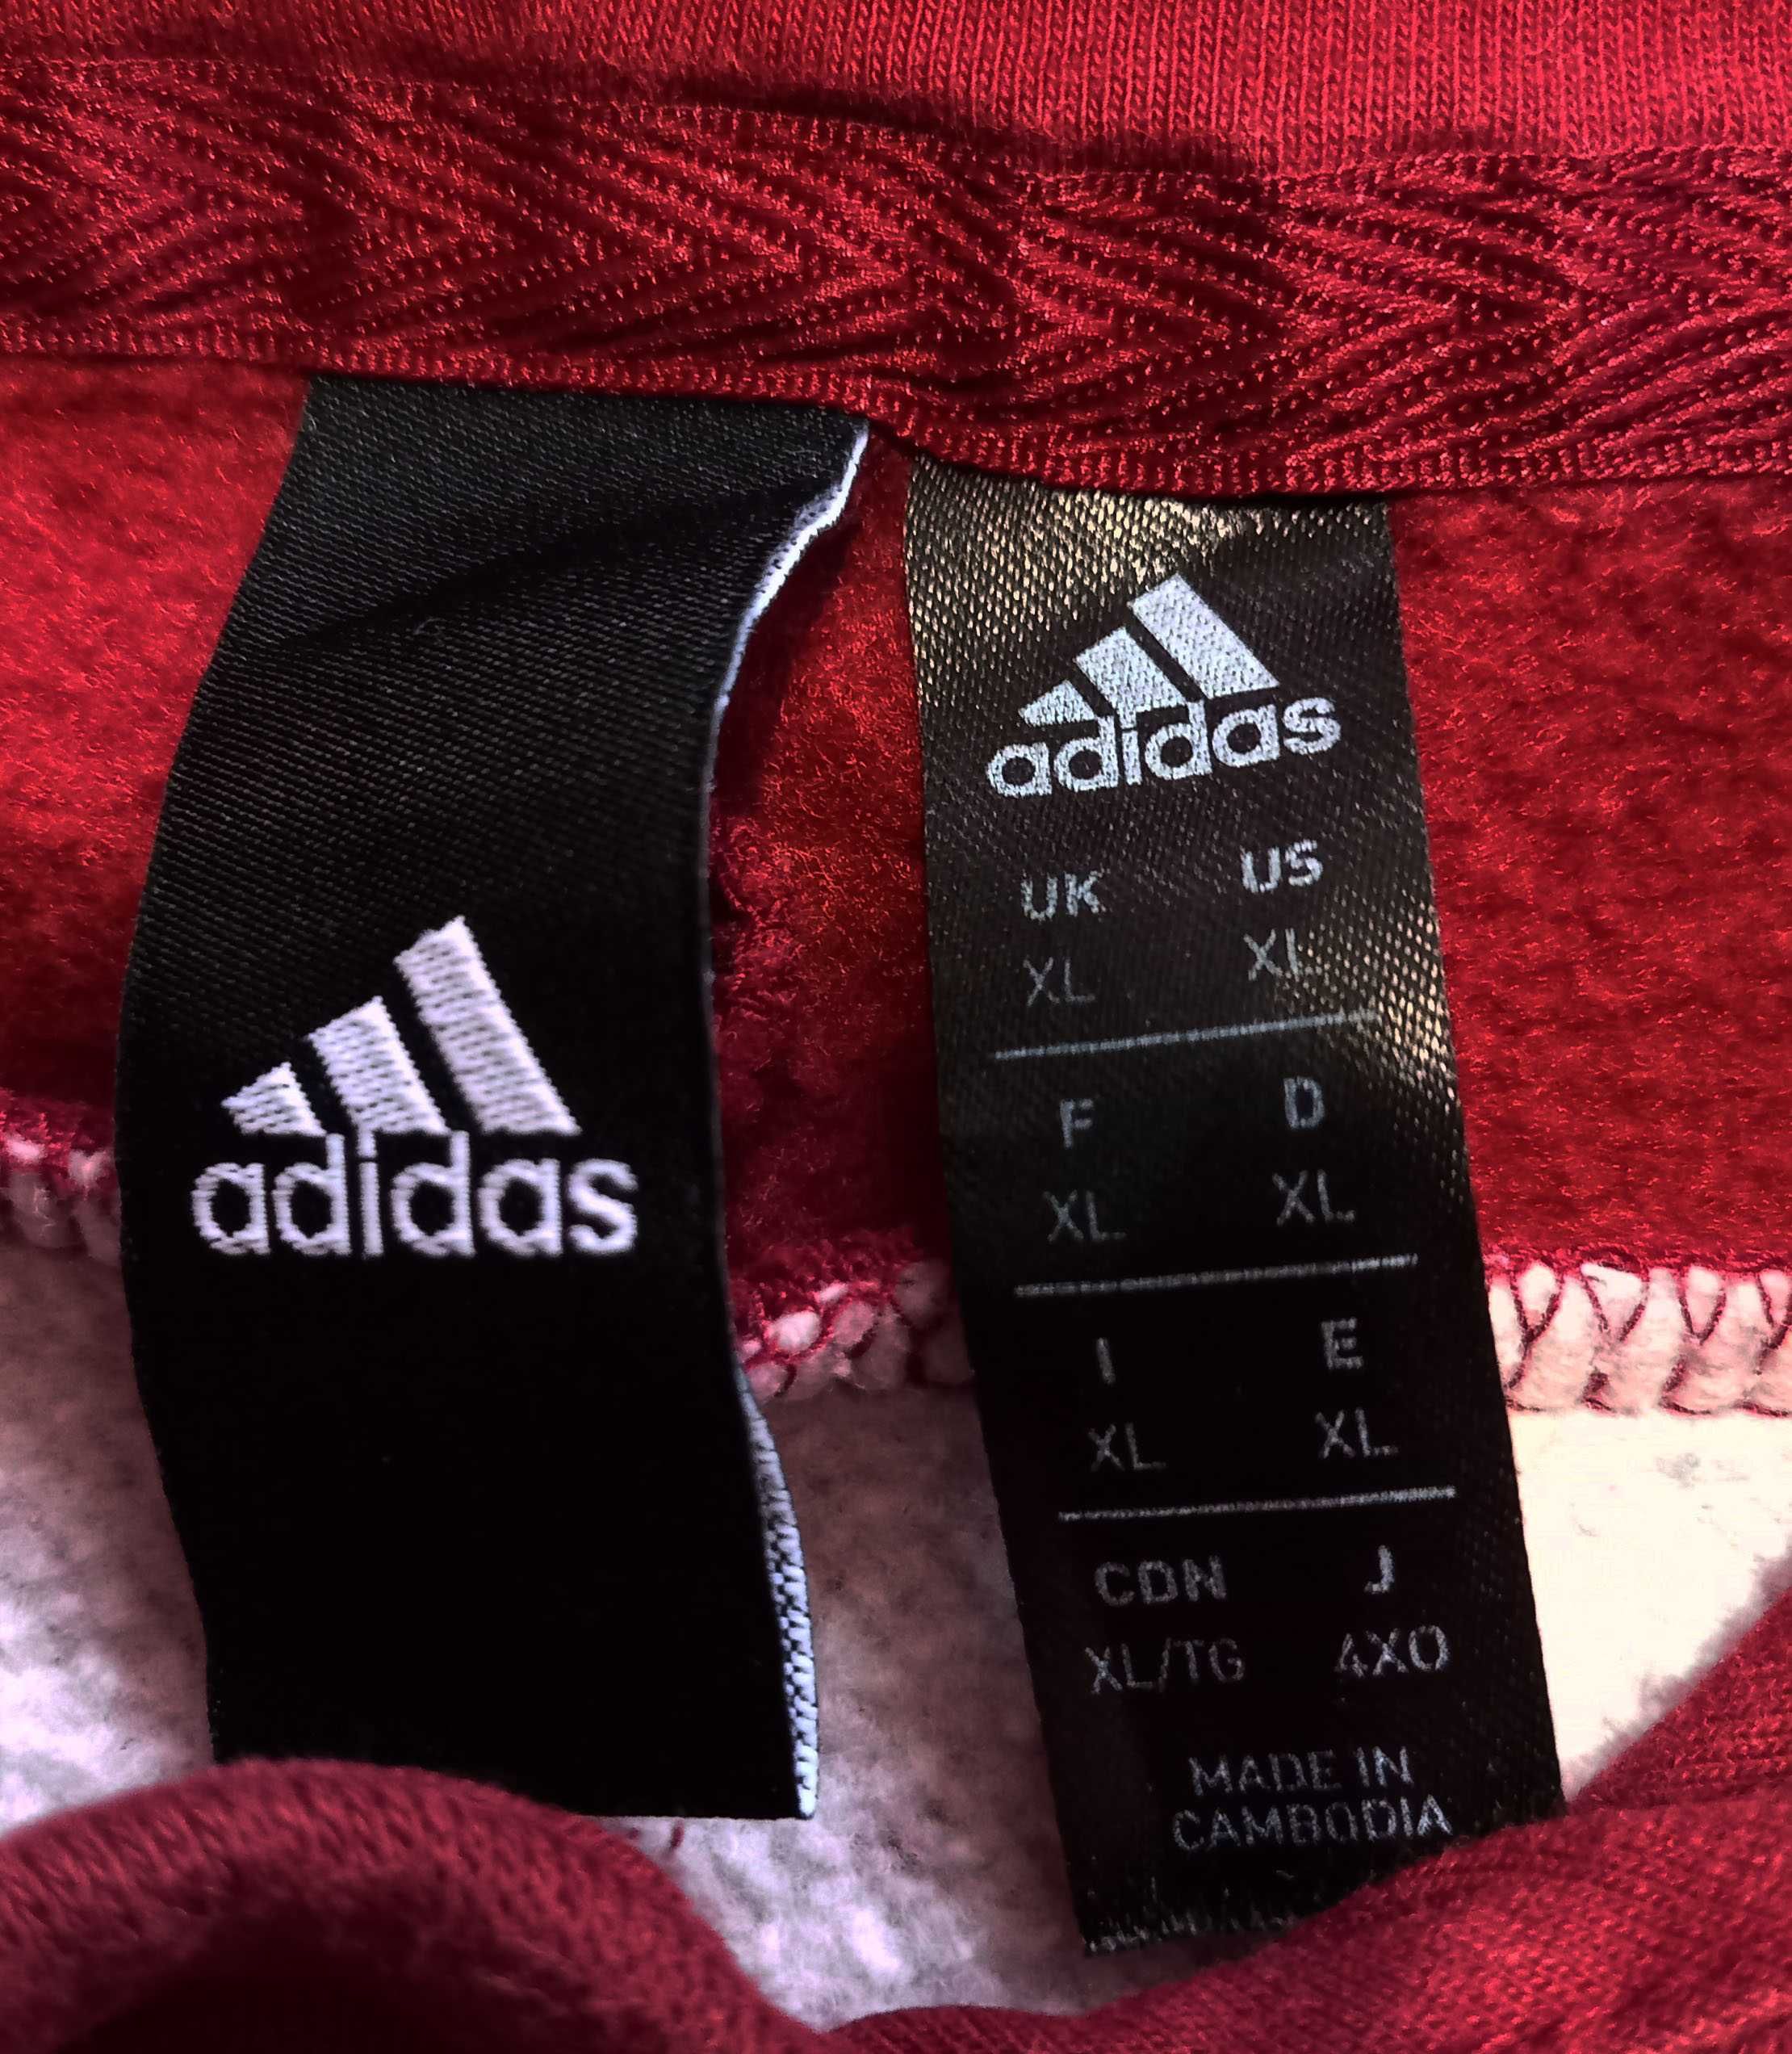 adidas
adidas
UK US
XL XL
F D
XL XL
I E
XL XL
CDN J
XL/TG 4XO
MADE IN
CAMBODIA